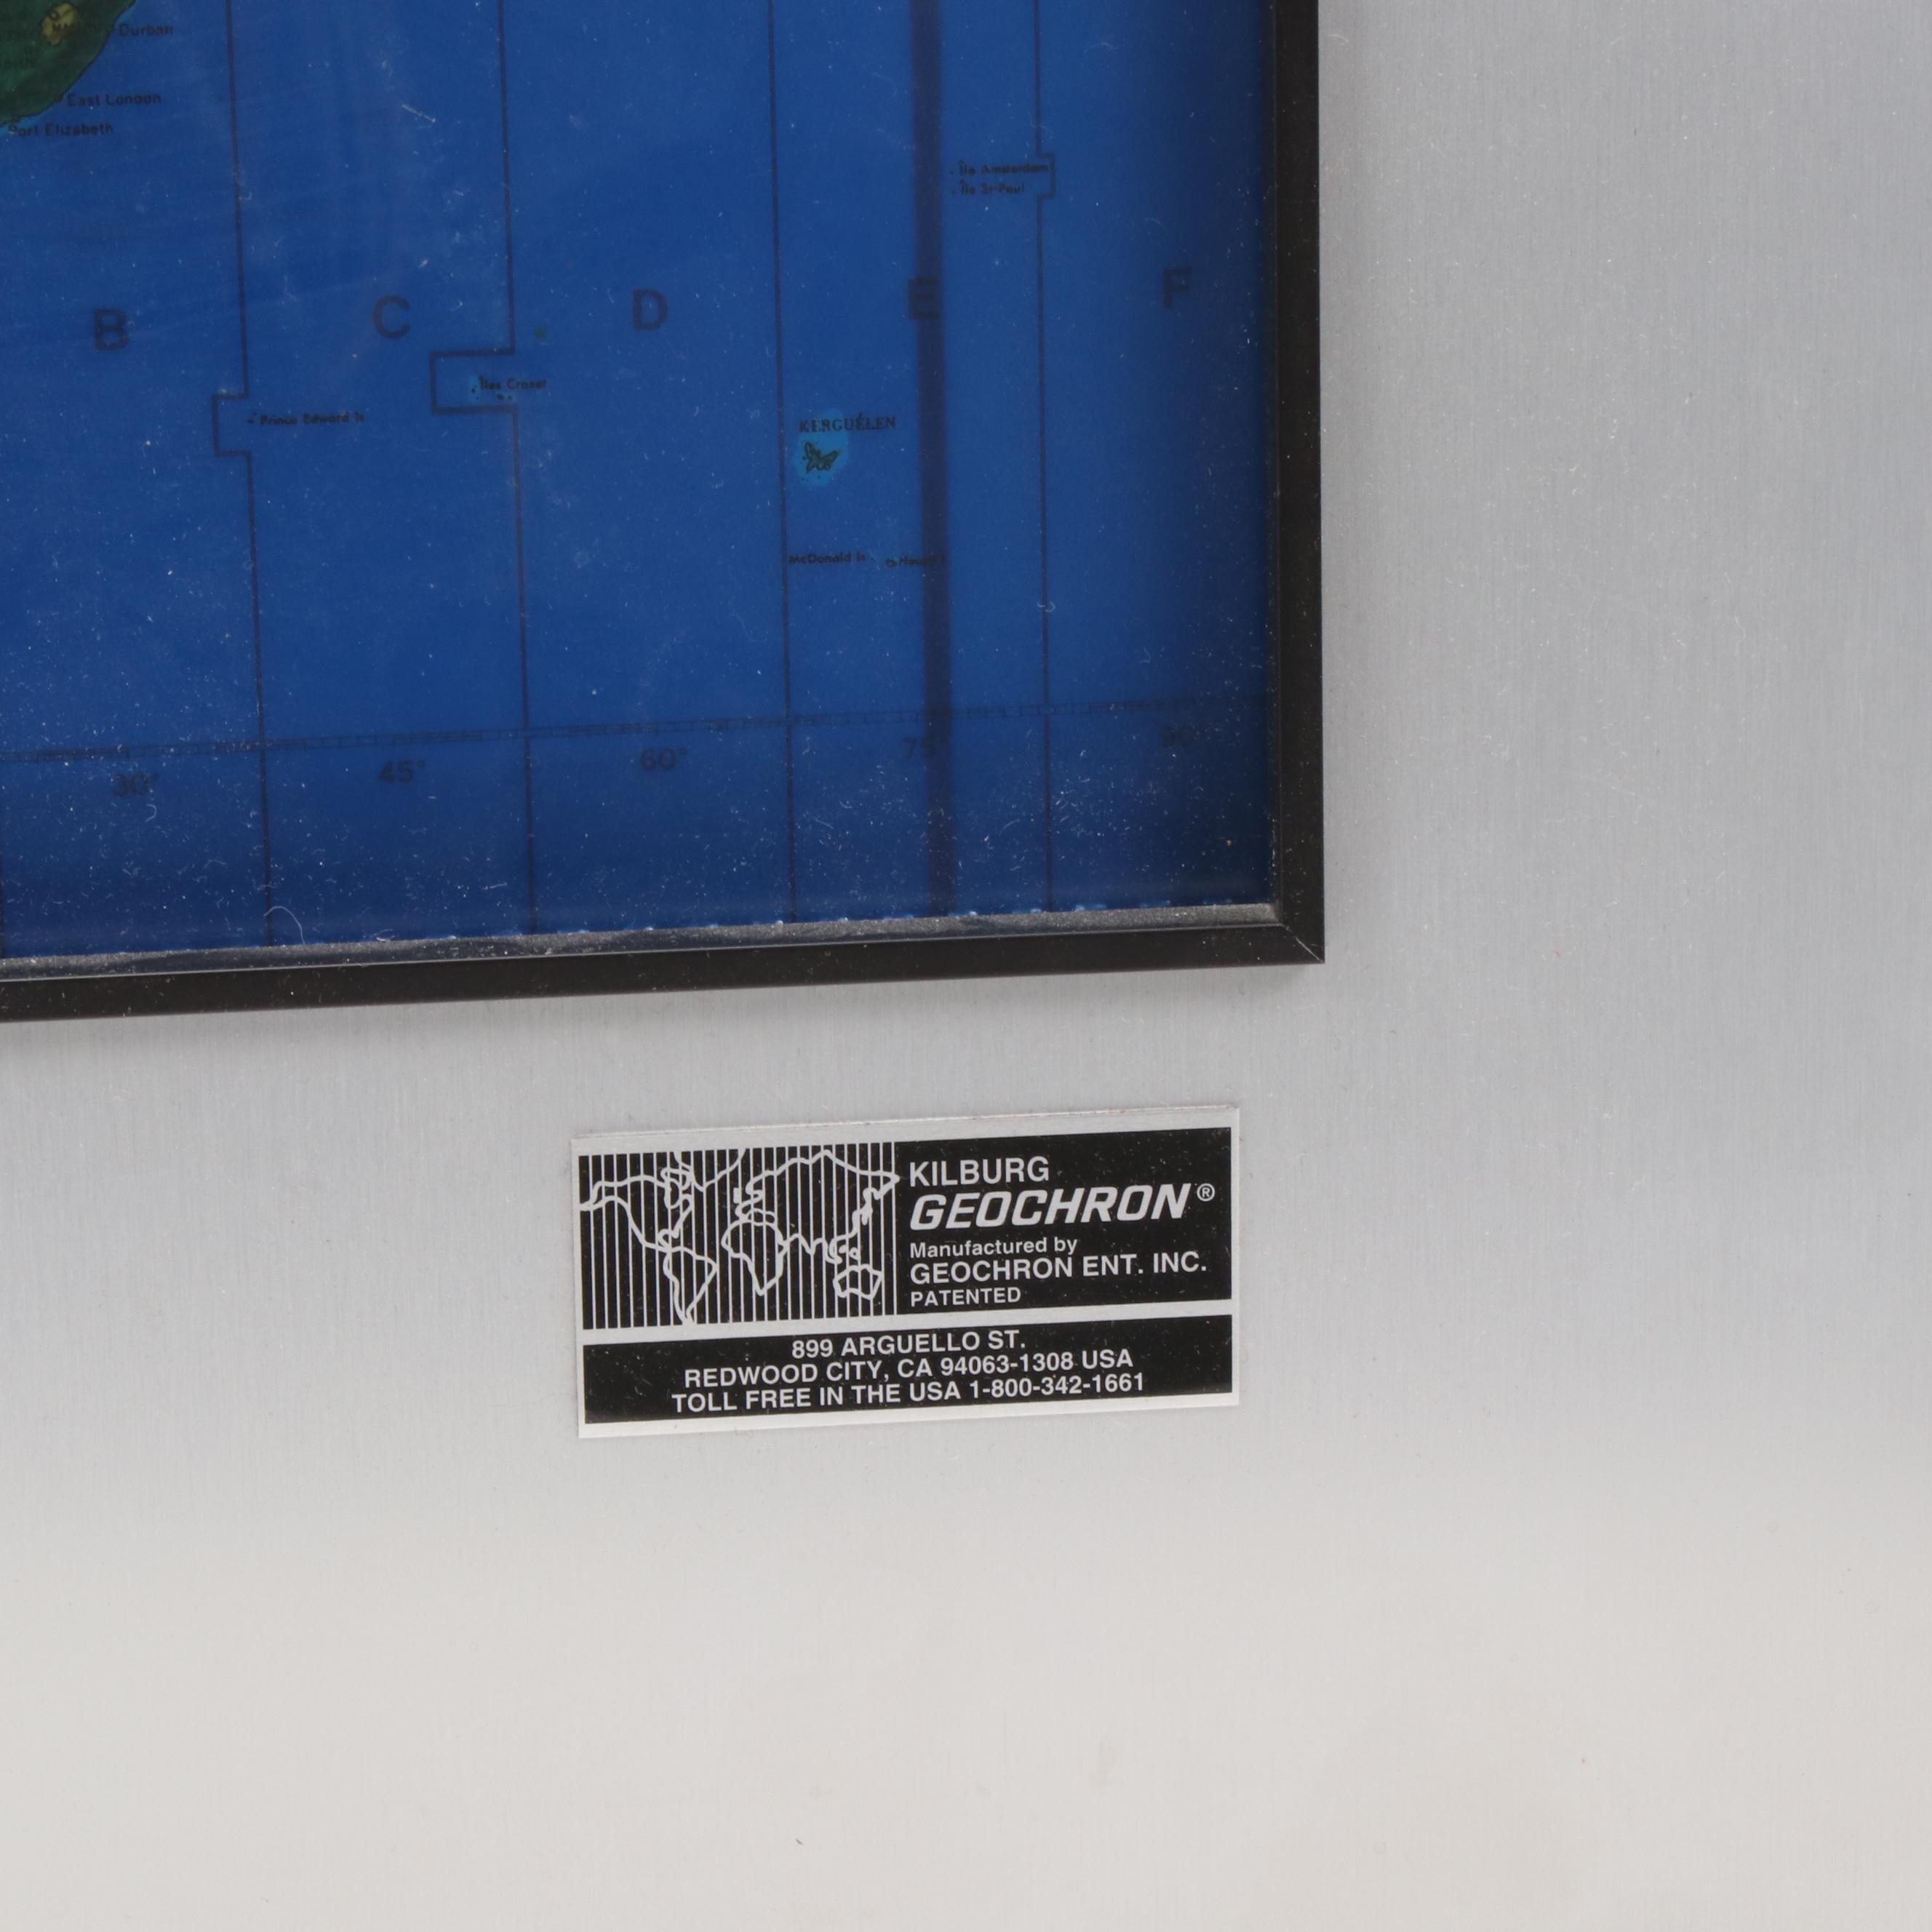 Durban
East London
Port Elizabeth
Île Amsterdam
Île St-Paul
B
C
D
E
F
Îles Crozet
Prince Edward Is
KERGUÉLEN
McDonald Is
30°
45°
60°
75°
KILBURG
GEOCHRON®
Manufactured by
GEOCHRON ENT. INC.
PATENTED
899 ARGUELLO ST.
REDWOOD CITY, CA 94063-1308 USA
TOLL FREE IN THE USA 1-800-342-1661